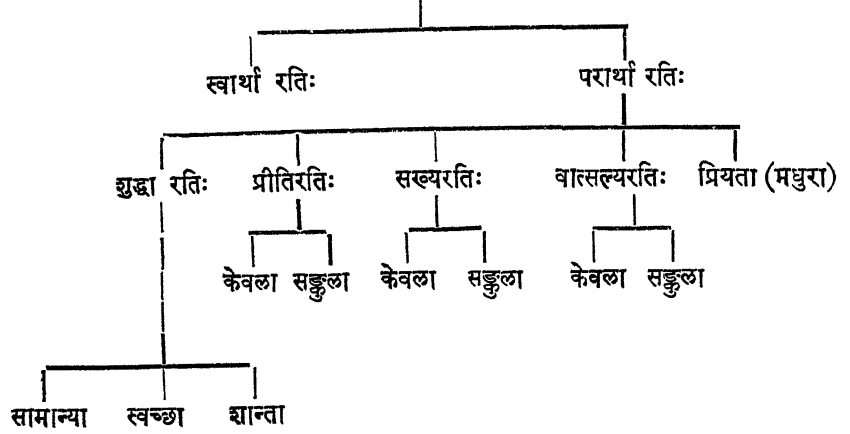 स्वार्था रतिः परार्था रतिः
शुद्धा रतिः प्रीतिरतिः सख्यरतिः वात्सल्यरतिः प्रियता (मधुरा)
केवला सङ्कुला केवला सङ्कुला केवला सङ्कुला
सामान्या स्वच्छा शान्ता